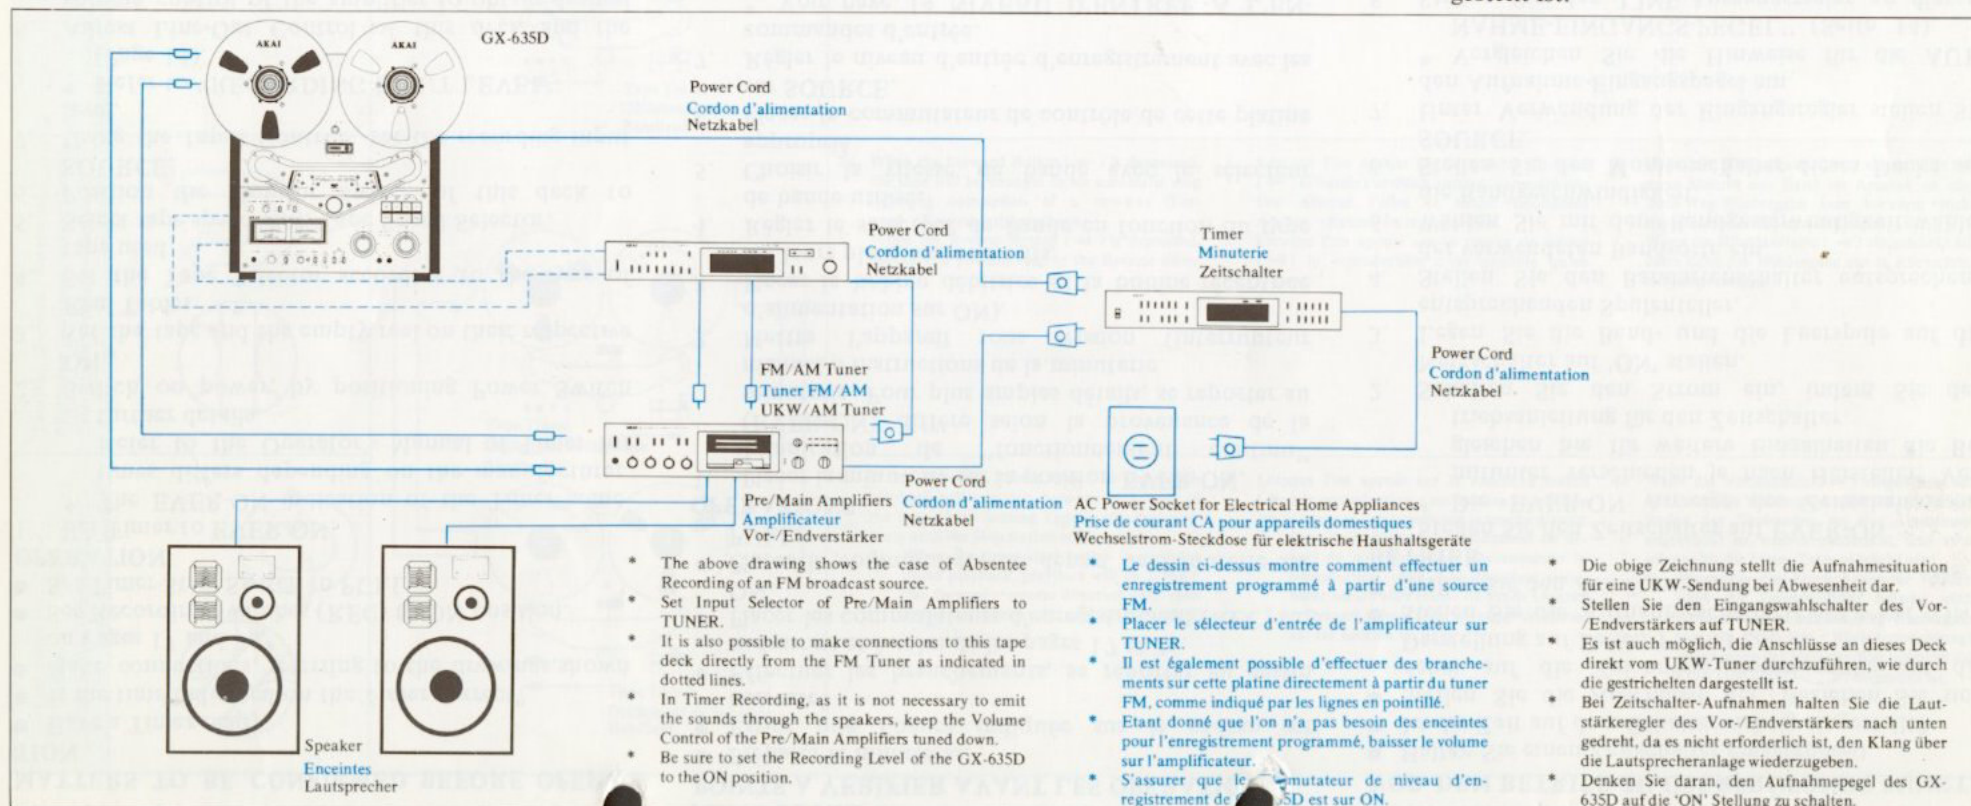 gestellt ist.
GX-635D
AKAI
AKAI
Power Cord
Cordon d'alimentation
Netzkabel
Power Cord
Cordon d'alimentation
Netzkabel
Timer
Minuterie
Zeitschalter
Power Cord
Cordon d'alimentation
Netzkabel
FM/AM Tuner
Tuner FM/AM
UKW/AM Tuner
Pre/Main Amplifiers
Amplificateur
Vor-/Endverstärker
Power Cord
Cordon d'alimentation
Netzkabel
AC Power Socket for Electrical Home Appliances
Prise de courant CA pour appareils domestiques
Wechselstrom-Steckdose für elektrische Haushaltsgeräte
Speaker
Enceintes
Lautsprecher
* The above drawing shows the case of Absentee
Recording of an FM broadcast source.
* Set Input Selector of Pre/Main Amplifiers to
TUNER.
* It is also possible to make connections to this tape
deck directly from the FM Tuner as indicated in
dotted lines.
* In Timer Recording, as it is not necessary to emit
the sounds through the speakers, keep the Volume
Control of the Pre/Main Amplifiers tuned down.
* Be sure to set the Recording Level of the GX-635D
to the ON position.
* Le dessin ci-dessus montre comment effectuer un
enregistrement programmé à partir d'une source
FM.
* Placer le sélecteur d'entrée de l'amplificateur sur
TUNER.
* Il est également possible d'effectuer des branche-
ments sur cette platine directement à partir du tuner
FM, comme indiqué par les lignes en pointillé.
* Etant donné que l'on n'a pas besoin des enceintes
pour l'enregistrement programmé, baisser le volume
sur l'amplificateur.
* S'assurer que le mutateur de niveau d'en-
registrement de 5D est sur ON.
* Die obige Zeichnung stellt die Aufnahmesituation
für eine UKW-Sendung bei Abwesenheit dar.
* Stellen Sie den Eingangswahlschalter des Vor-
/Endverstärkers auf TUNER.
* Es ist auch möglich, die Anschlüsse an dieses Deck
direkt vom UKW-Tuner durchzuführen, wie durch
die gestrichelten dargestellt ist.
* Bei Zeitschalter-Aufnahmen halten Sie die Laut-
stärkeregler des Vor-/Endverstärkers nach unten
gedreht, da es nicht erforderlich ist, den Klang über
die Lautsprecheranlage wiederzugeben.
* Denken Sie daran, den Aufnahmepegel des GX-
635D auf die 'ON' Stellung zu schalten.